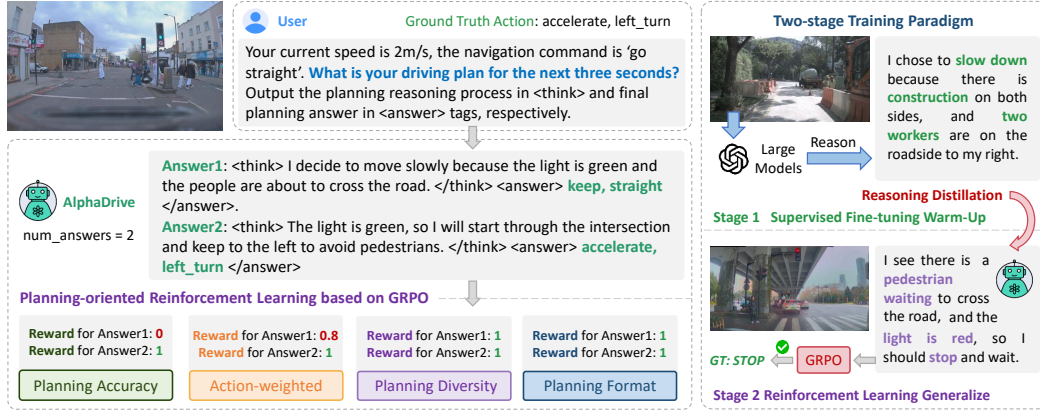 User
Ground Truth Action: accelerate, left_turn
Your current speed is 2m/s, the navigation command is ‘go
straight’. What is your driving plan for the next three seconds?
Output the planning reasoning process in <think> and final
planning answer in <answer> tags, respectively.
AlphaDrive
num_answers = 2
Answer1: <think> I decide to move slowly because the light is green and
the people are about to cross the road. </think> <answer> keep, straight
</answer>.
Answer2: <think> The light is green, so I will start through the intersection
and keep to the left to avoid pedestrians. </think> <answer> accelerate,
left_turn </answer>
Planning-oriented Reinforcement Learning based on GRPO
Reward for Answer1: 0
Reward for Answer2: 1
Planning Accuracy
Reward for Answer1: 0.8
Reward for Answer2: 1
Action-weighted
Reward for Answer1: 1
Reward for Answer2: 1
Planning Diversity
Reward for Answer1: 1
Reward for Answer2: 1
Planning Format
Two-stage Training Paradigm
I chose to slow down
because there is
construction on both
sides, and two
workers are on the
roadside to my right.
Large
Models
Reason
Reasoning Distillation
Stage 1 Supervised Fine-tuning Warm-Up
I see there is a
pedestrian
waiting to cross
the road, and the
light is red, so I
should stop and wait.
GT: STOP
GRPO
Stage 2 Reinforcement Learning Generalize